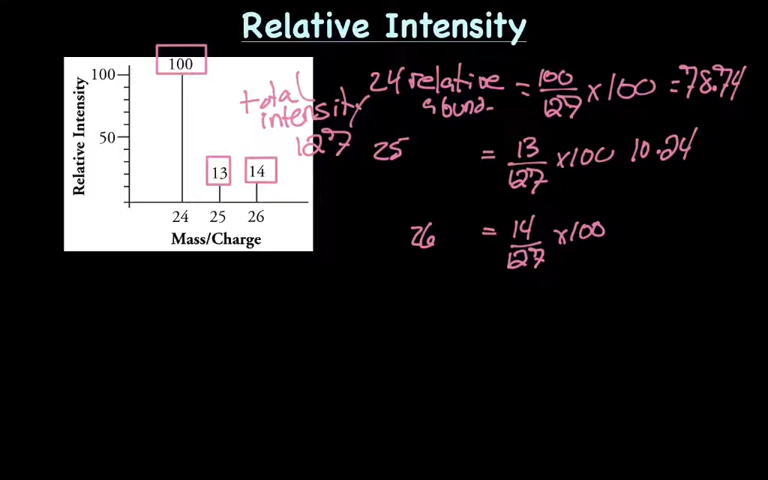 Relative Intensity
100
100
50
13
14
24 25 26
Relative Intensity
Mass/Charge
total
intensity
127
24 relative abund. = 100/127 x 100 = 78.74
25 = 13/127 x 100 10.24
26 = 14/127 x 100